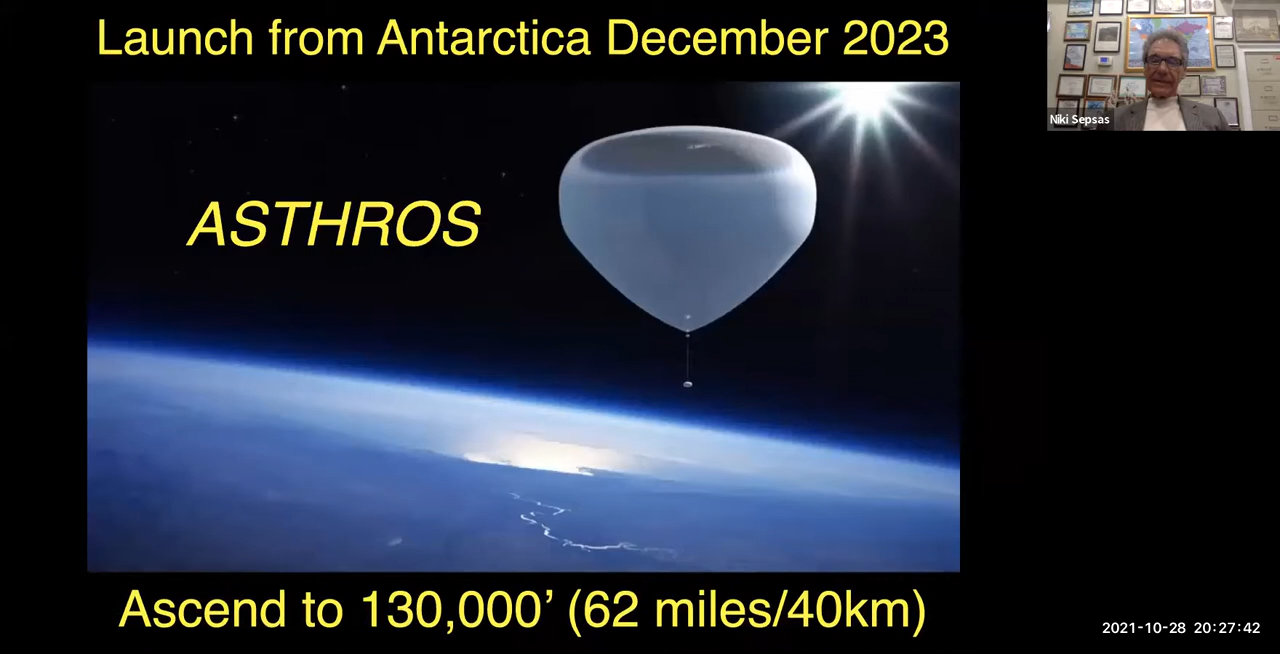 Launch from Antarctica December 2023
Niki Sepsas
ASTHROS
Ascend to 130,000’ (62 miles/40km)
2021-10-28 20:27:42